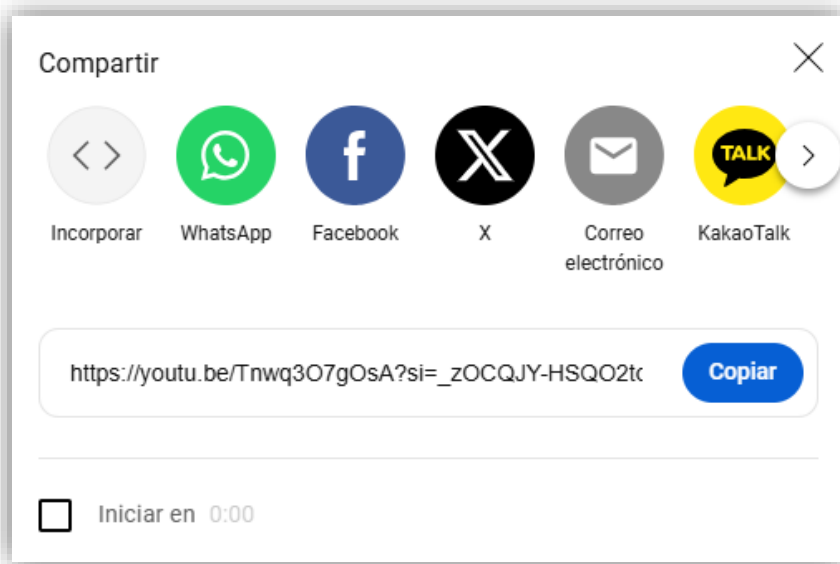 Compartir
TALK
Incorporar
WhatsApp
Facebook
X
Correo
electrónico
KakaoTalk
https://youtu.be/Tnwq3O7gOsA?si=_zOCQJY-HSQO2tc
Copiar
Iniciar en 0:00